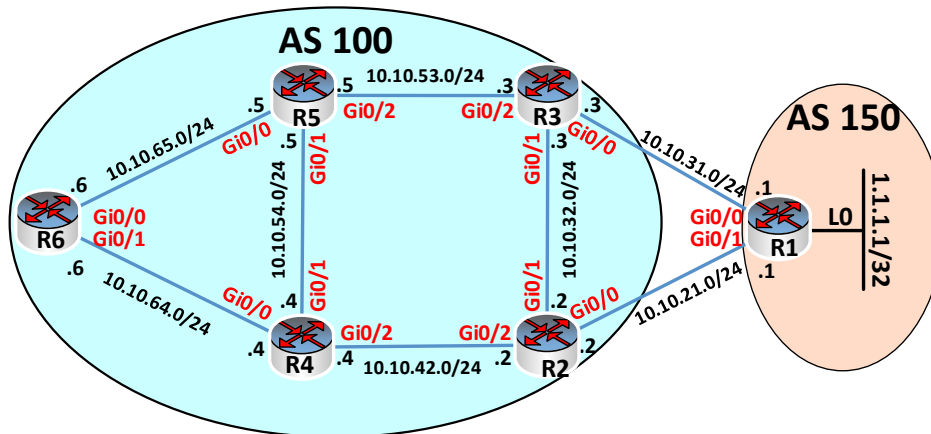 AS 100
AS 150
10.10.53.0/24
.5
.3
R5
R3
Gi0/2
Gi0/2
.5
.3
Gi0/0
.5
Gi0/1
Gi0/1
.3
Gi0/0
10.10.65.0/24
10.10.31.0/24
10.10.54.0/24
10.10.32.0/24
.6
R6
Gi0/0
Gi0/1
.6
.1
Gi0/0
Gi0/1
R1
L0
1.1.1.1/32
.1
10.10.64.0/24
10.10.21.0/24
Gi0/1
Gi0/1
.4
.2
Gi0/0
Gi0/0
.4
R4
Gi0/2
.4
Gi0/2
.2
R2
.2
10.10.42.0/24